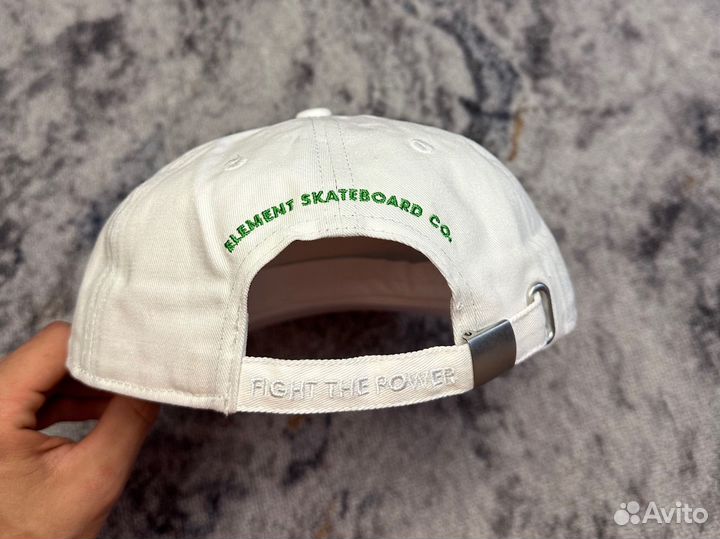 ELEMENT SKATEBOARD CO.
FIGHT THE POWER
Avito